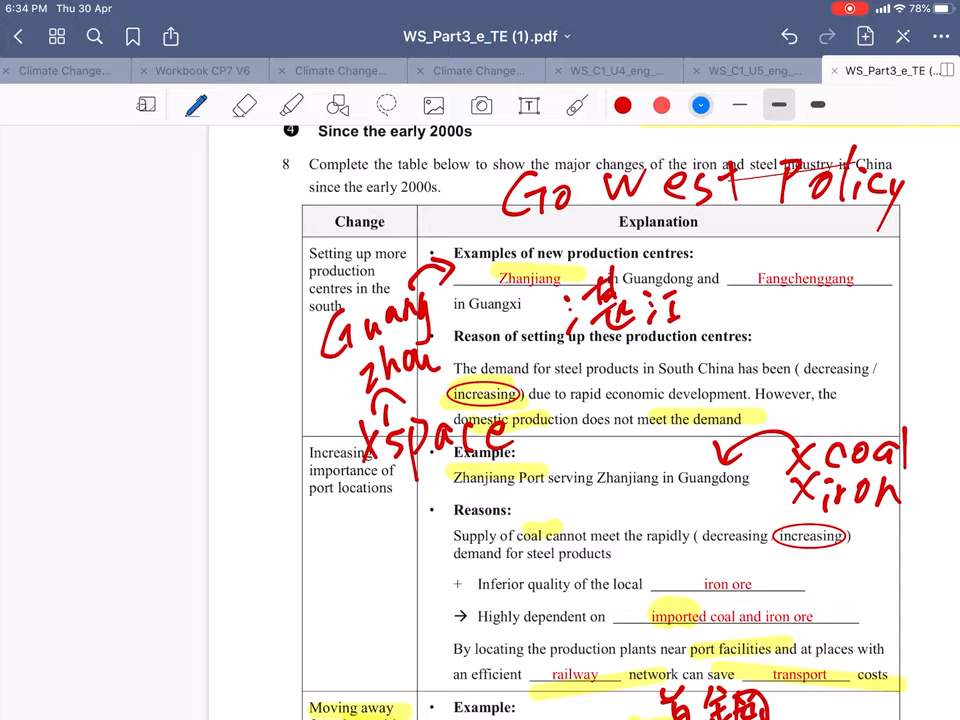 6:34 PM Thu 30 Apr
78%
WS_Part3_e_TE (1).pdf
Climate Change...
Workbook CP7 V6
Climate Change...
Climate Change...
WS_C1_U4_eng_...
WS_C1_U5_eng_...
WS_Part3_e_TE (...
4 Since the early 2000s
8 Complete the table below to show the major changes of the iron and steel industry in China
since the early 2000s.
Go West Policy
Change
Explanation
Setting up more
production
centres in the
south
Guang
zhou
x space
• Examples of new production centres:
Zhanjiang in Guangdong and Fangchenggang
in Guangxi
湛江
• Reason of setting up these production centres:
The demand for steel products in South China has been ( decreasing /
increasing ) due to rapid economic development. However, the
domestic production does not meet the demand
Increasing
importance of
port locations
• Example:
Zhanjiang Port serving Zhanjiang in Guangdong
x coal
x iron
• Reasons:
Supply of coal cannot meet the rapidly ( decreasing / increasing )
demand for steel products
+ Inferior quality of the local iron ore
→ Highly dependent on imported coal and iron ore
By locating the production plants near port facilities and at places with
an efficient railway network can save transport costs
Moving away
• Example:
首鋼